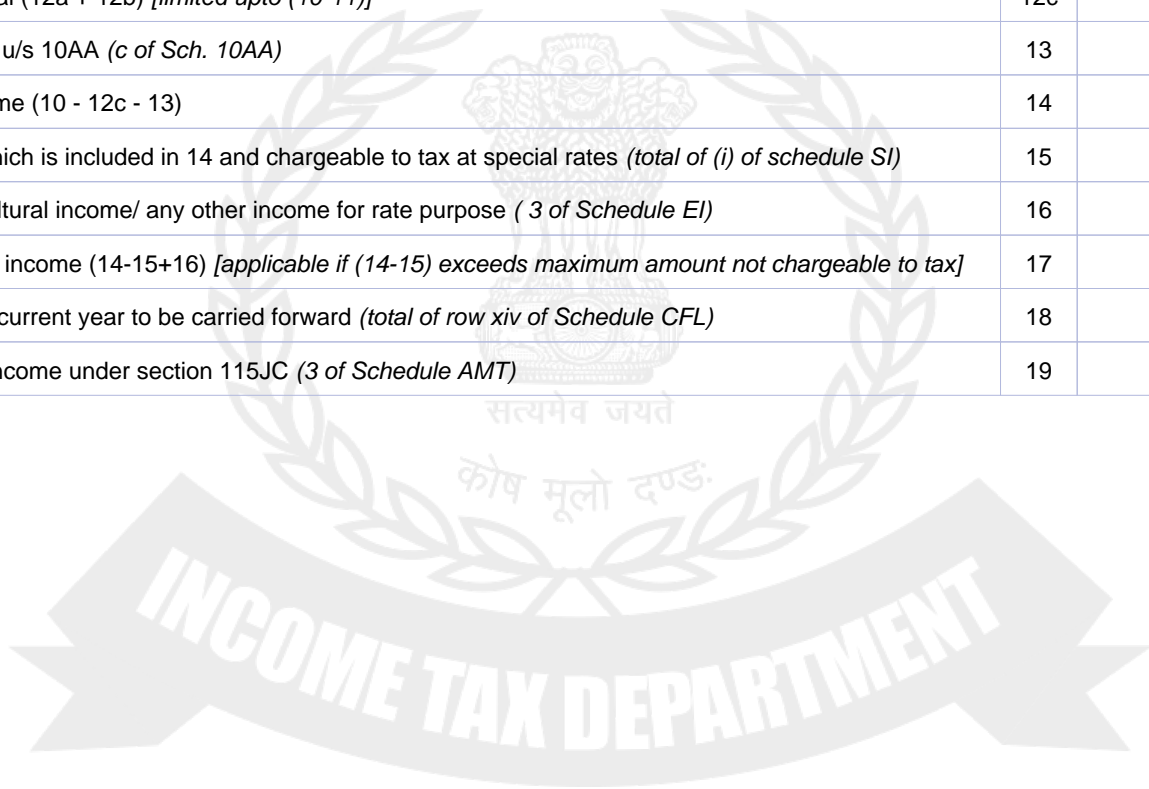 al (12a + 12b) [limited upto (10-11)] 12c
u/s 10AA (c of Sch. 10AA) 13
me (10 - 12c - 13) 14
hich is included in 14 and chargeable to tax at special rates (total of (i) of schedule SI) 15
ltural income/ any other income for rate purpose ( 3 of Schedule EI) 16
income (14-15+16) [applicable if (14-15) exceeds maximum amount not chargeable to tax] 17
current year to be carried forward (total of row xiv of Schedule CFL) 18
ncome under section 115JC (3 of Schedule AMT) 19
सत्यमेव जयते
कोष मूलो दण्डः
INCOME TAX DEPARTMENT